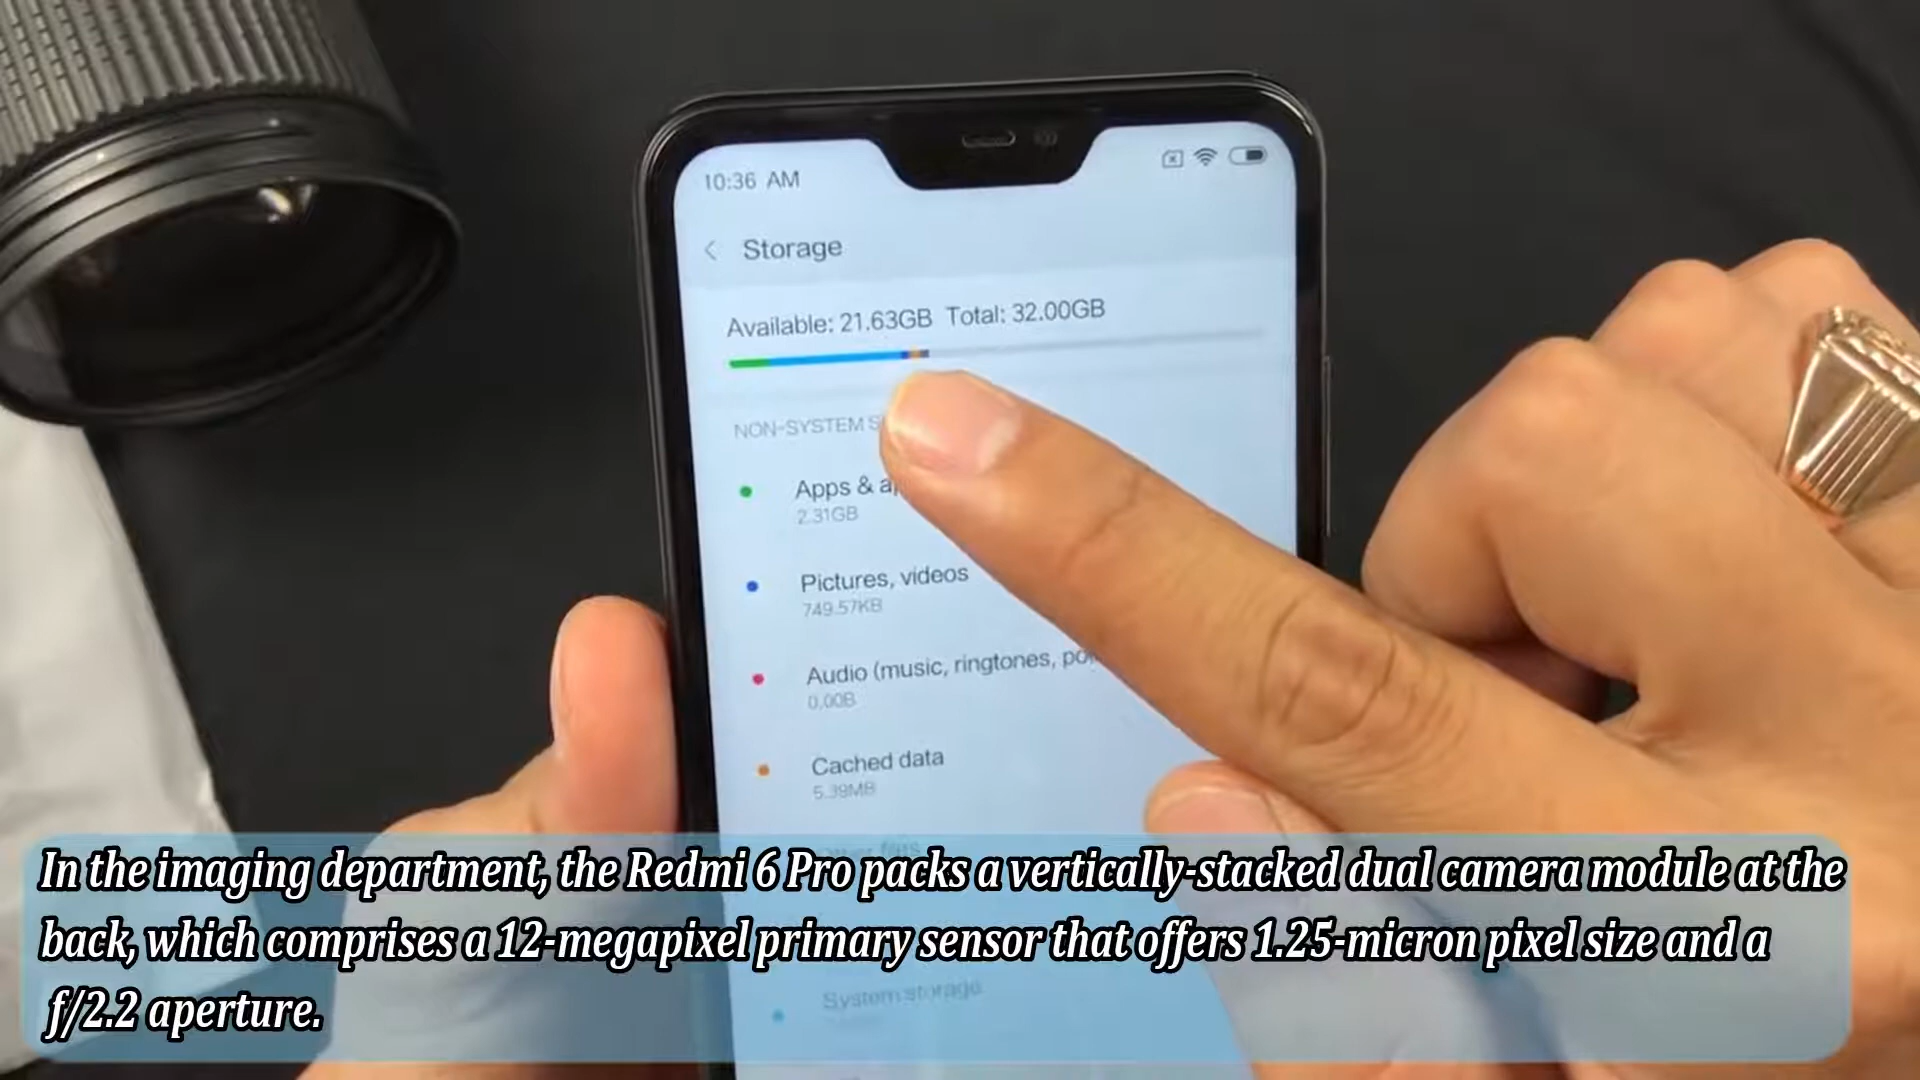 10:36 AM
Storage
Available: 21.63GB Total: 32.00GB
NON-SYSTEM
Apps &
2.31GB
Pictures, videos
749.57KB
Audio (music, ringtones,
0.00B
Cached data
5.39MB
Other files
In the imaging department, the Redmi 6 Pro packs a vertically-stacked dual camera module at the
back, which comprises a 12-megapixel primary sensor that offers 1.25-micron pixel size and a
f/2.2 aperture.
System storage